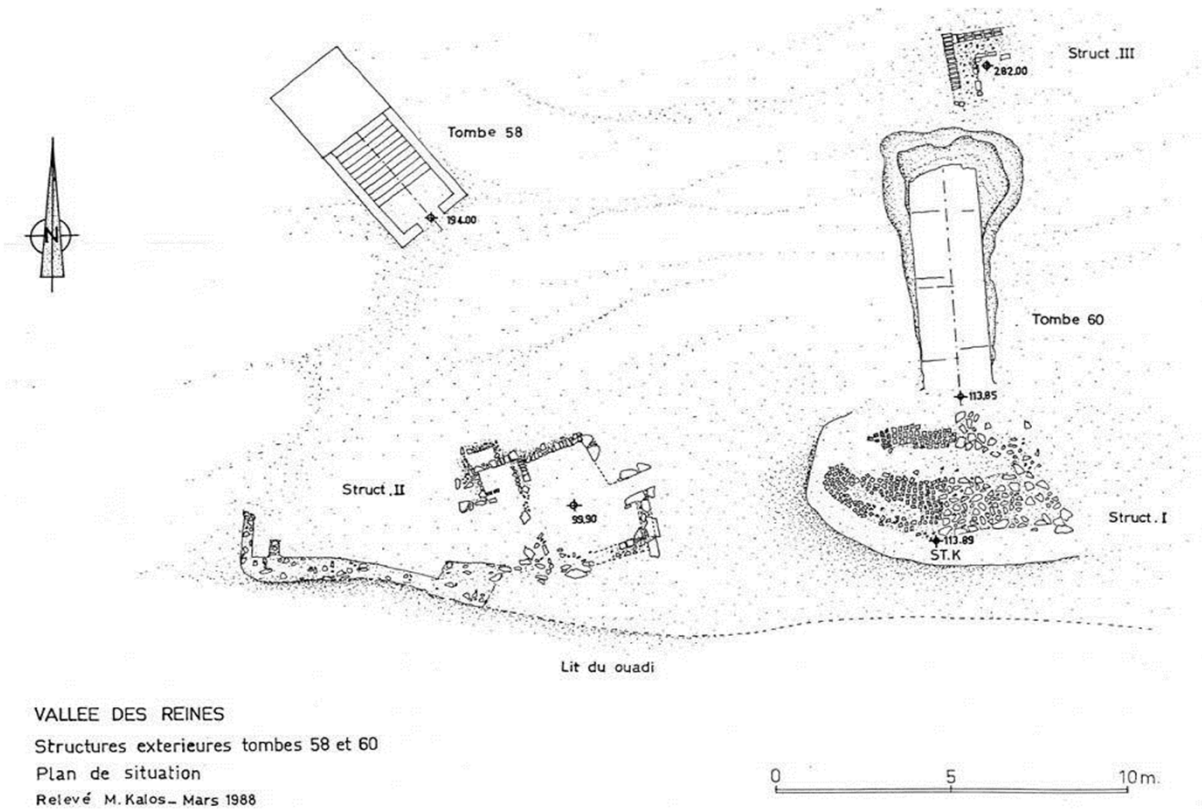 Struct .III
282.00
Tombe 58
194.00
N
Tombe 60
113.85
Struct .II
99.90
Struct. I
113.89
ST.K
Lit du ouadi
VALLEE DES REINES
Structures exterieures tombes 58 et 60
Plan de situation
Relevé M. Kalos_ Mars 1988
0 5 10m.